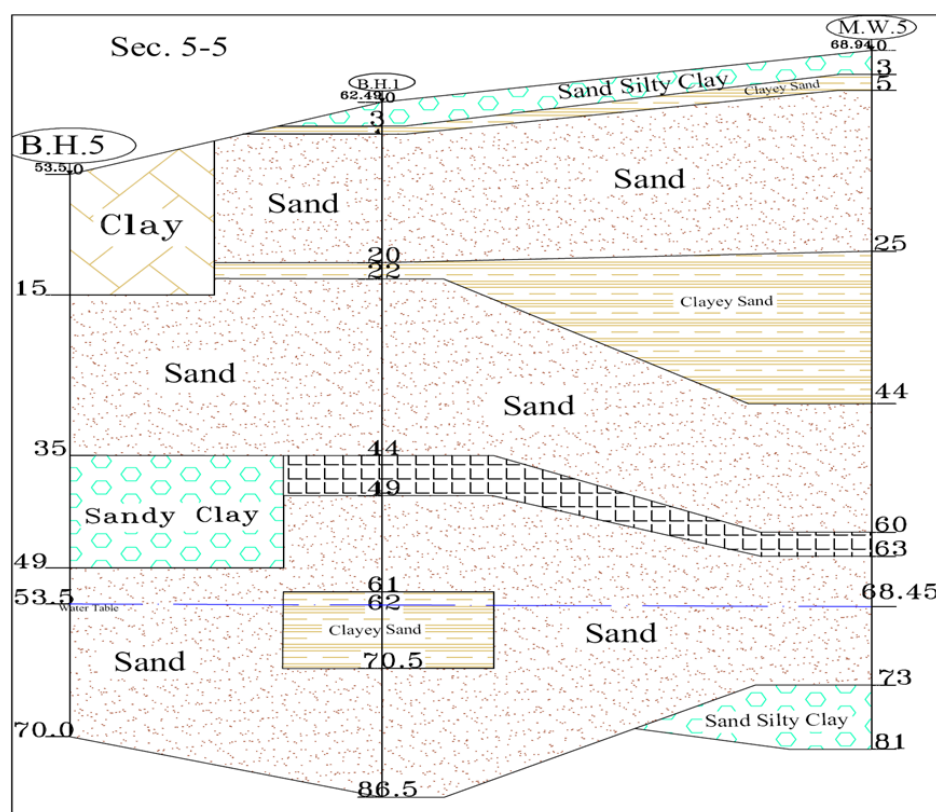 Sec. 5-5
M.W.5
68.94 0
3
5
Sand Silty Clay
Clayey Sand
B.H.1
62.49
3
B.H.5
53.5 0
Clay
Sand
Sand
20
22
25
15
Clayey Sand
Sand
Sand
44
35
44
49
Sandy Clay
60
63
49
61
53.5
Water Table
62
68.45
Clayey Sand
Sand
Sand
70.5
73
Sand Silty Clay
70.0
81
86.5